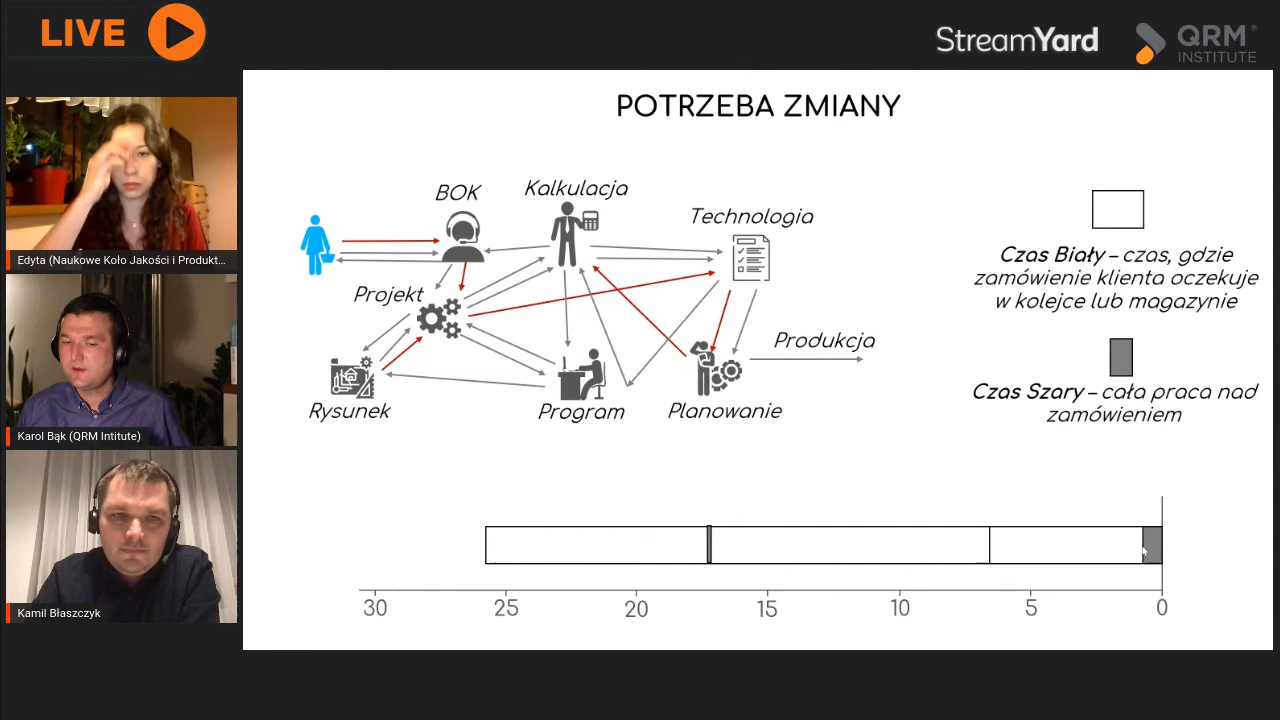 LIVE
StreamYard
QRM®
INSTITUTE
POTRZEBA ZMIANY
BOK
Kalkulacja
Technologia
Projekt
Produkcja
Rysunek
Program
Planowanie
Czas Biały – czas, gdzie
zamówienie klienta oczekuje
w kolejce lub magazynie
Czas Szary – cała praca nad
zamówieniem
30 25 20 15 10 5 0
Edyta (Naukowe Koło Jakości i Produkt...
Karol Bąk (QRM Intitute)
Kamil Błaszczyk